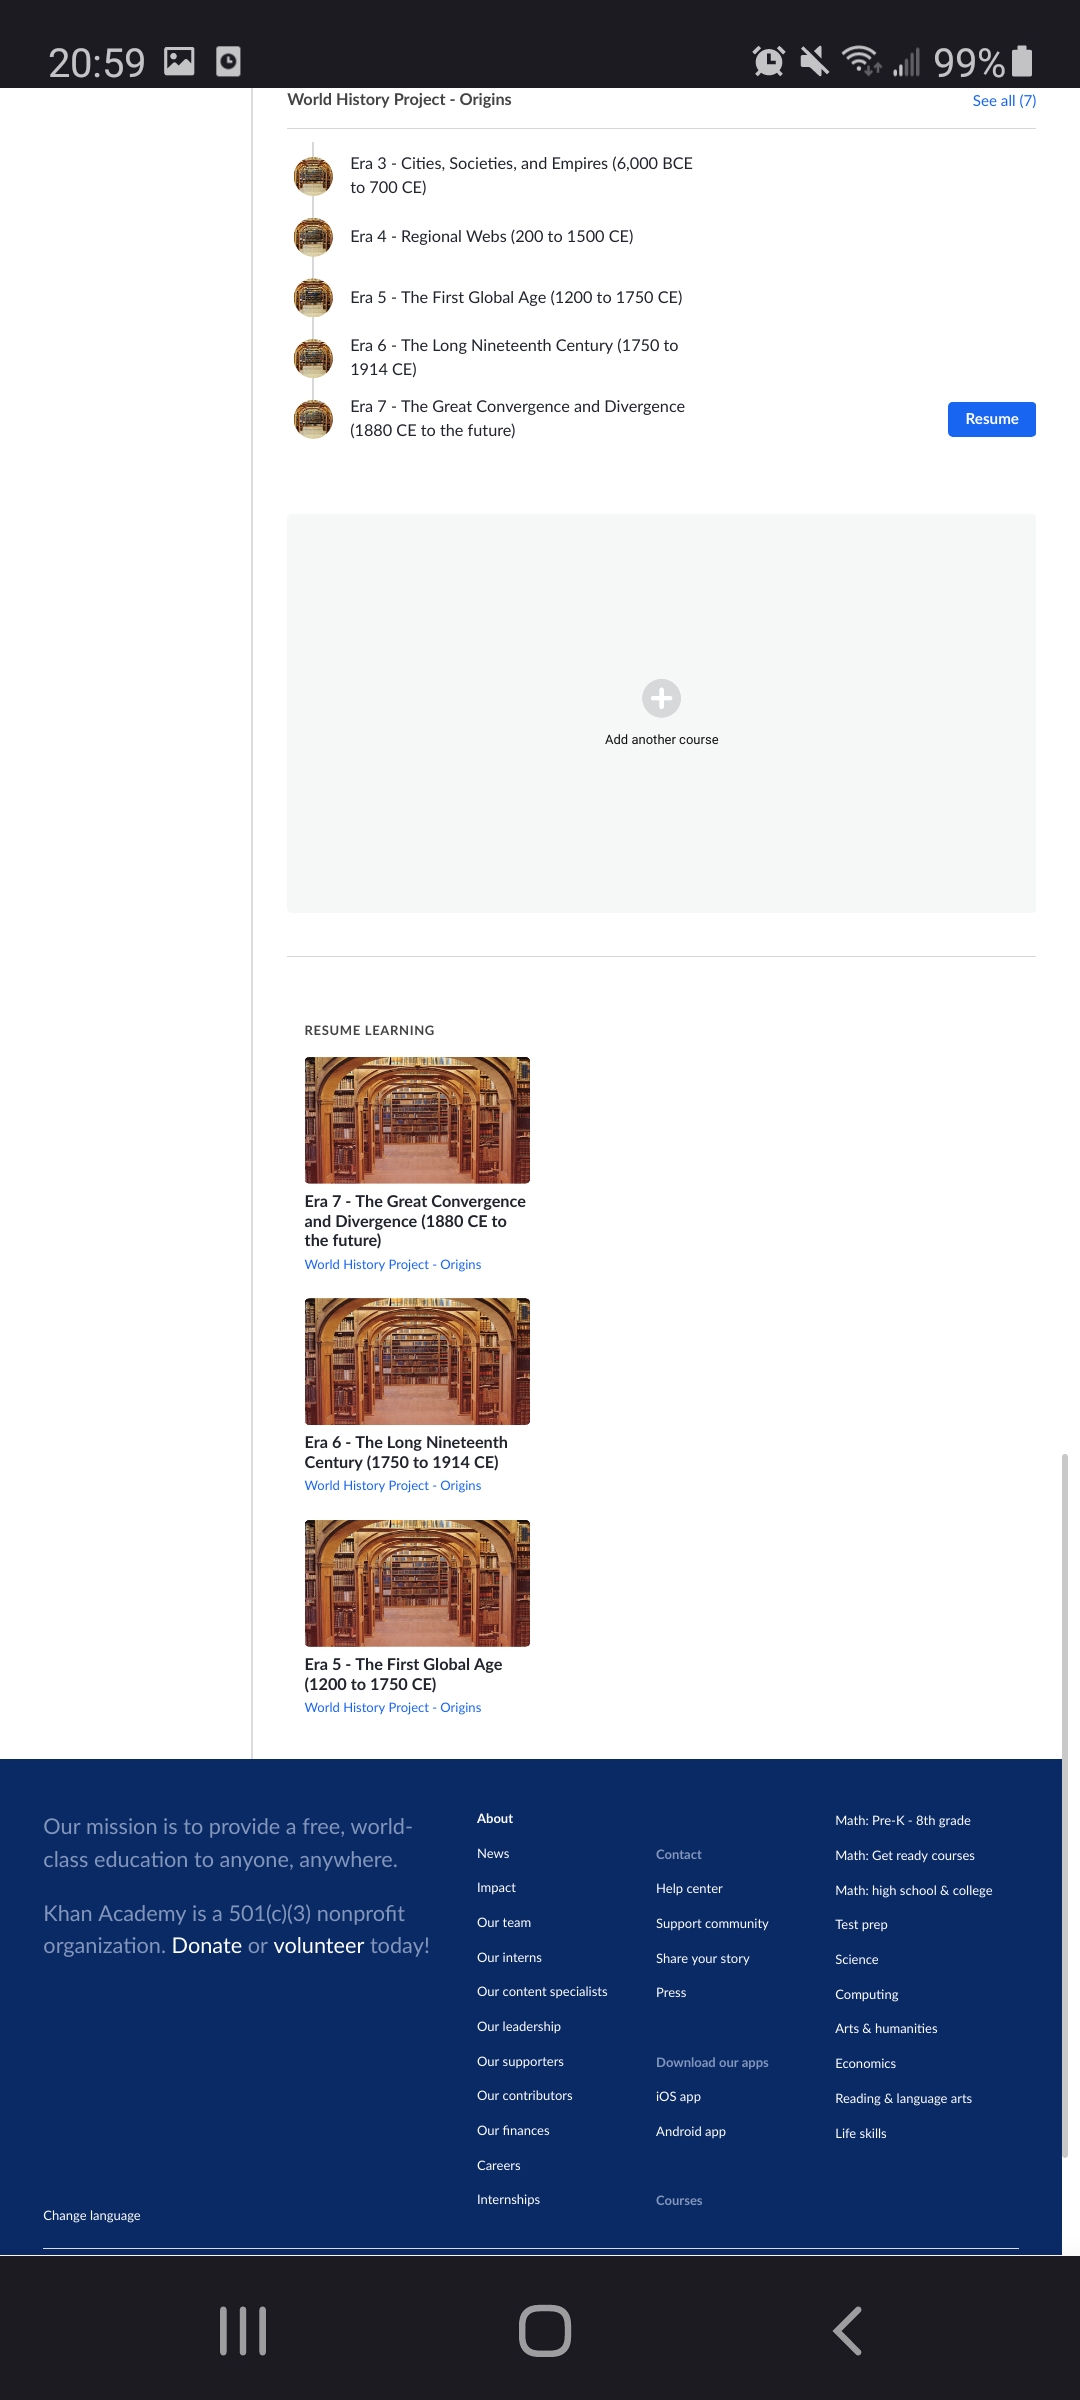 20:59
99%
World History Project - Origins
See all (7)
Era 3 - Cities, Societies, and Empires (6,000 BCE
to 700 CE)
Era 4 - Regional Webs (200 to 1500 CE)
Era 5 - The First Global Age (1200 to 1750 CE)
Era 6 - The Long Nineteenth Century (1750 to
1914 CE)
Era 7 - The Great Convergence and Divergence
(1880 CE to the future)
Resume
Add another course
RESUME LEARNING
Era 7 - The Great Convergence
and Divergence (1880 CE to
the future)
World History Project - Origins
Era 6 - The Long Nineteenth
Century (1750 to 1914 CE)
World History Project - Origins
Era 5 - The First Global Age
(1200 to 1750 CE)
World History Project - Origins
Our mission is to provide a free, world-
class education to anyone, anywhere.
Khan Academy is a 501(c)(3) nonprofit
organization. Donate or volunteer today!
Change language
About
News
Impact
Our team
Our interns
Our content specialists
Our leadership
Our supporters
Our contributors
Our finances
Careers
Internships
Contact
Help center
Support community
Share your story
Press
Download our apps
iOS app
Android app
Courses
Math: Pre-K - 8th grade
Math: Get ready courses
Math: high school & college
Test prep
Science
Computing
Arts & humanities
Economics
Reading & language arts
Life skills